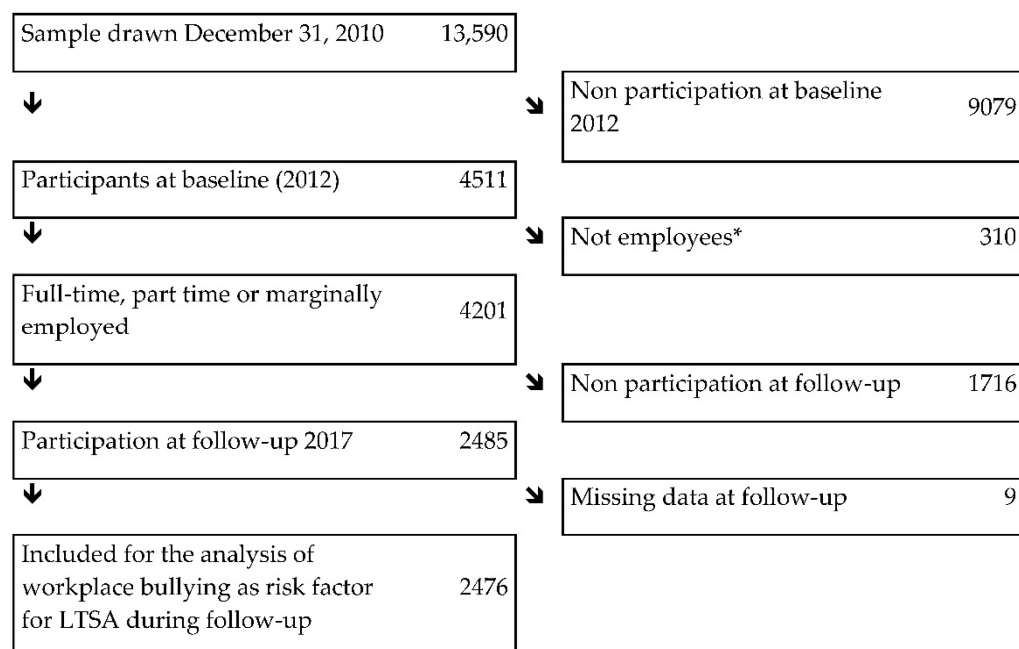 Sample drawn December 31, 2010 13,590
Non participation at baseline
2012 9079
Participants at baseline (2012) 4511
Not employees* 310
Full-time, part time or marginally
employed 4201
Non participation at follow-up 1716
Participation at follow-up 2017 2485
Missing data at follow-up 9
Included for the analysis of
workplace bullying as risk factor 2476
for LTSA during follow-up